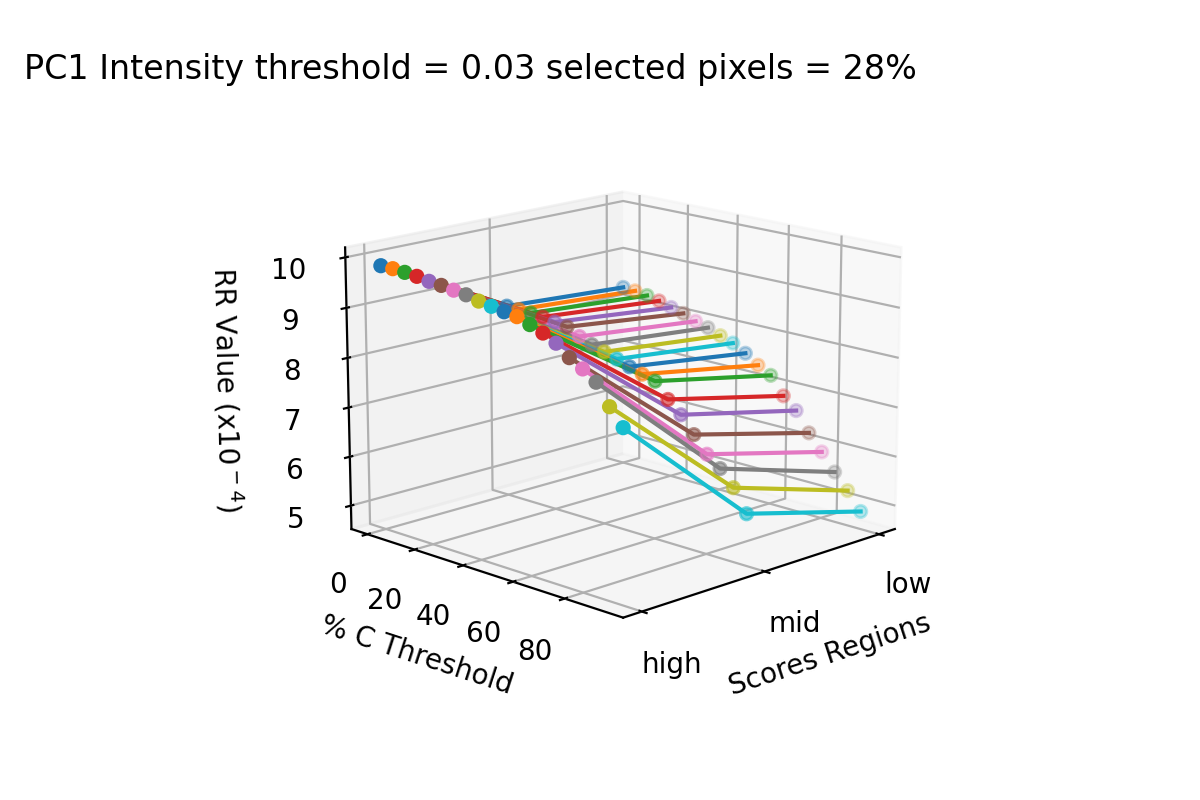 PC1 Intensity threshold = 0.03 selected pixels = 28%
10
9
8
7
6
5
RR Value (x10⁻⁴)
0
20
40
60
80
% C Threshold
high
mid
low
Scores Regions